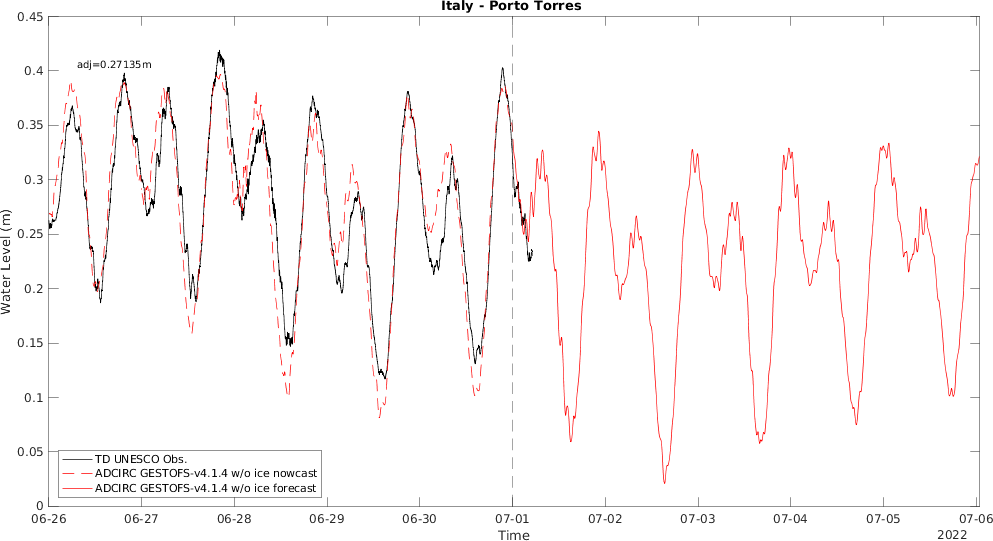 Italy - Porto Torres
0.45
0.4
0.35
0.3
0.25
0.2
0.15
0.1
0.05
0
Water Level (m)
adj=0.27135m
TD UNESCO Obs.
ADCIRC GESTOFS-v4.1.4 w/o ice nowcast
ADCIRC GESTOFS-v4.1.4 w/o ice forecast
06-26 06-27 06-28 06-29 06-30 07-01 07-02 07-03 07-04 07-05 07-06
Time
2022